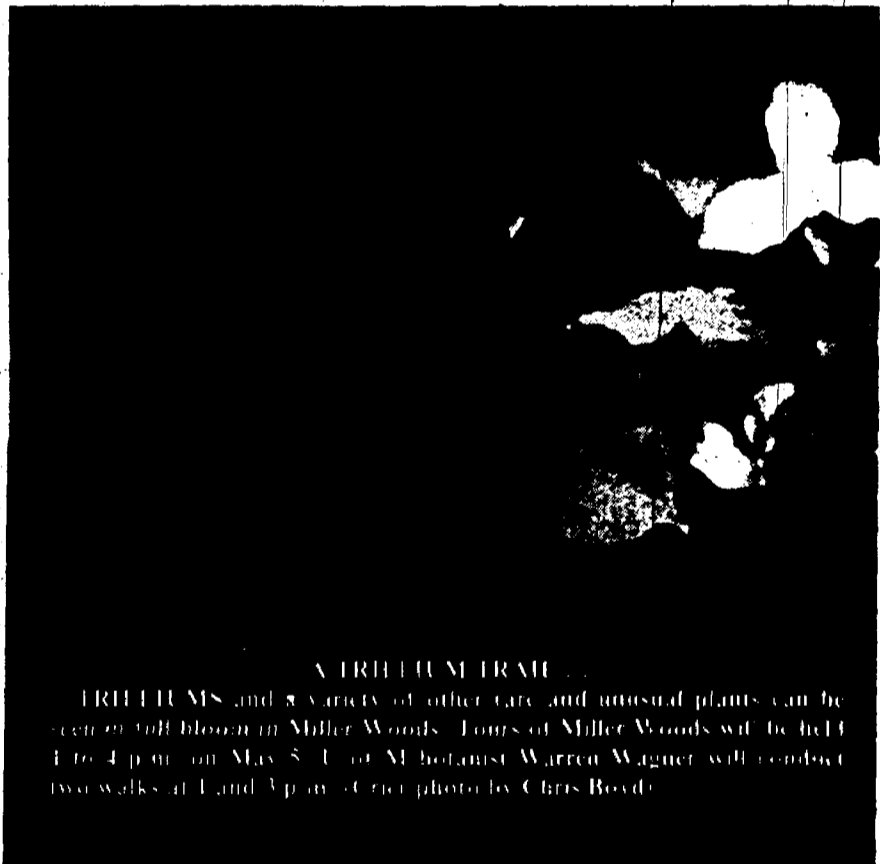 A TRILLIUM TRAIL ...
TRILLIUMS and a variety of other rare and unusual plants can be
seen in full bloom in Miller Woods. Tours of Miller Woods will be held
1 to 4 p.m. on May 5. U of M botanist Warren Wagner will conduct
two walks at 1 and 3 p.m. (Crier photo by Chris Boyd)